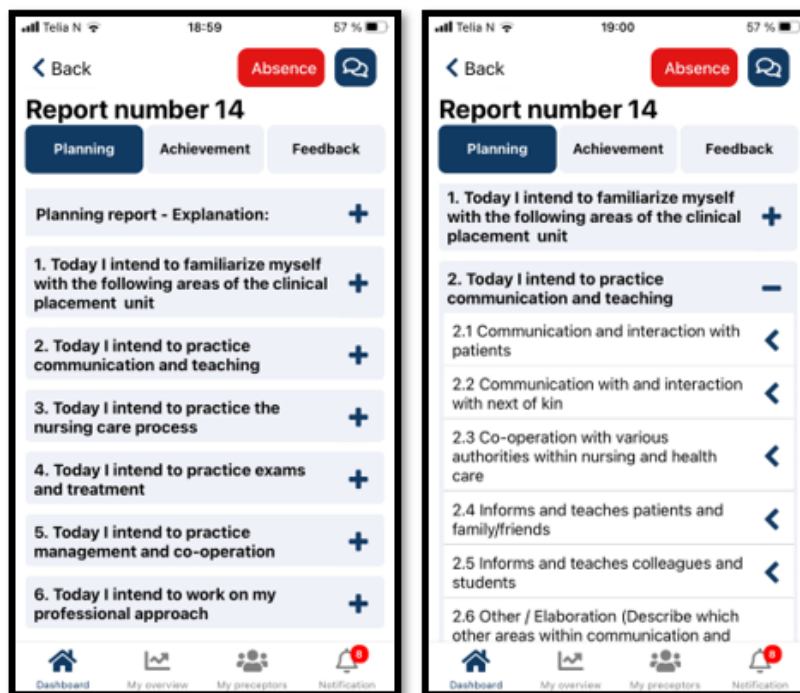 Telia N 18:59 57 %
Back Absence
Report number 14
Planning Achievement Feedback
Planning report - Explanation:
1. Today I intend to familiarize myself
with the following areas of the clinical
placement unit
2. Today I intend to practice
communication and teaching
3. Today I intend to practice the
nursing care process
4. Today I intend to practice exams
and treatment
5. Today I intend to practice
management and co-operation
6. Today I intend to work on my
professional approach
8
Dashboard My overview My preceptors Notification
Telia N 19:00 57 %
Back Absence
Report number 14
Planning Achievement Feedback
1. Today I intend to familiarize myself
with the following areas of the clinical
placement unit
2. Today I intend to practice
communication and teaching
2.1 Communication and interaction with
patients
2.2 Communication with and interaction
with next of kin
2.3 Co-operation with various
authorities within nursing and health
care
2.4 Informs and teaches patients and
family/friends
2.5 Informs and teaches colleagues and
students
2.6 Other / Elaboration (Describe which
other areas within communication and
8
Dashboard My overview My preceptors Notification